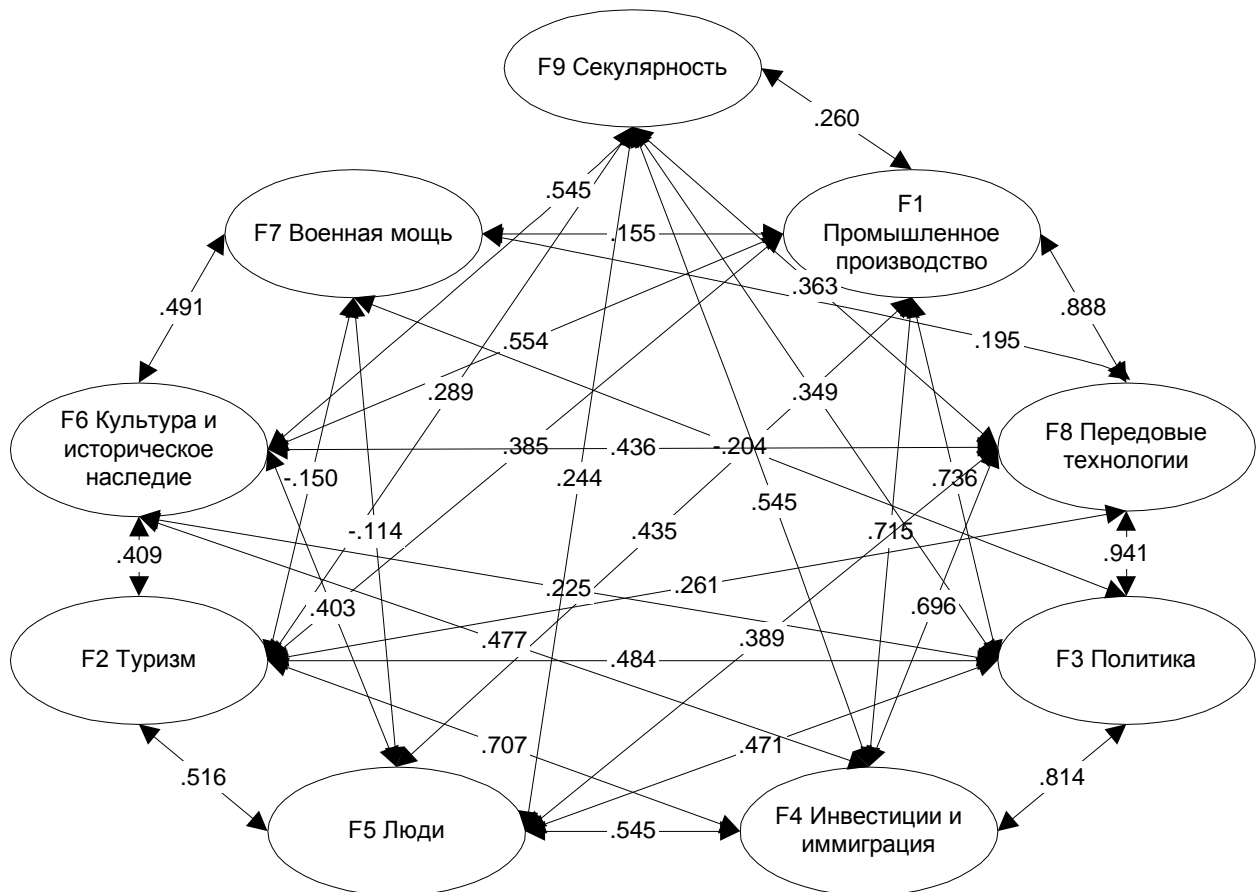 F9 Секулярность
.260
F1
Промышленное
производство
.545
F7 Военная мощь
.155
.363
.491
.888
.554
.195
.289
.349
F6 Культура и
историческое
наследие
F8 Передовые
технологии
.385
.436
-.204
-.150
.244
.736
.545
-.114
.435
.715
.409
.941
.225
.261
.403
.696
.477
.389
F2 Туризм
.484
F3 Политика
.707
.471
.516
.814
F5 Люди
.545
F4 Инвестиции и
иммиграция